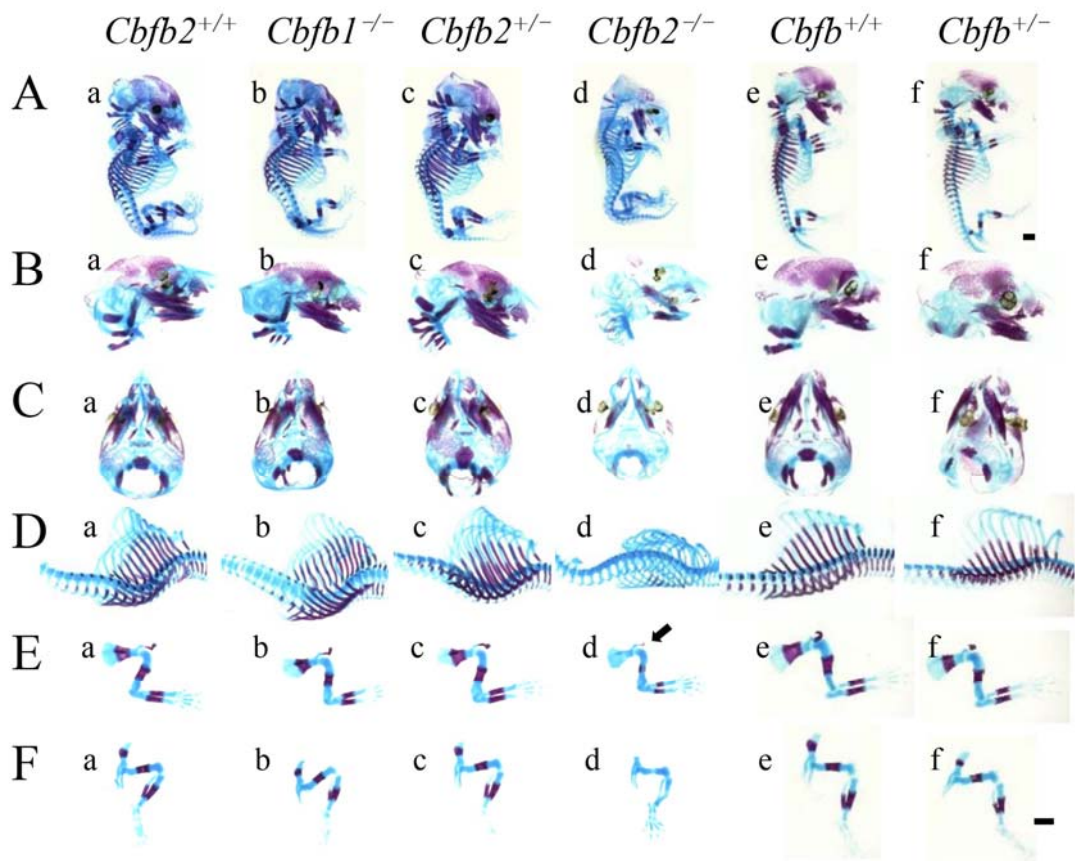 Cbfb2+/+ Cbfb1−/− Cbfb2+/− Cbfb2−/− Cbfb+/+ Cbfb+/−
A a b c d e f
B a b c d e f
C a b c d e f
D a b c d e f
E a b c d e f
F a b c d e f